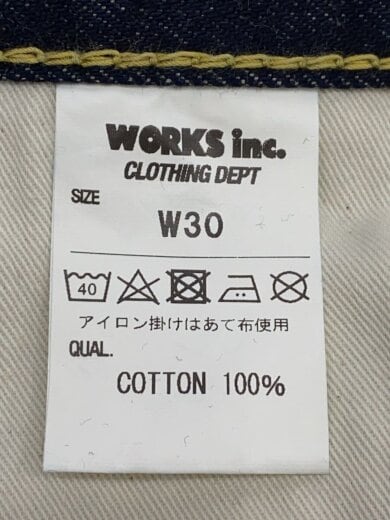 WORKS inc.
CLOTHING DEPT
SIZE
W30
40
アイロン掛けはあて布使用
QUAL.
COTTON 100%